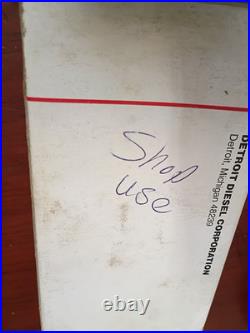 Shop
use
DETROIT DIESEL CORPORATION
Detroit, Michigan 48239